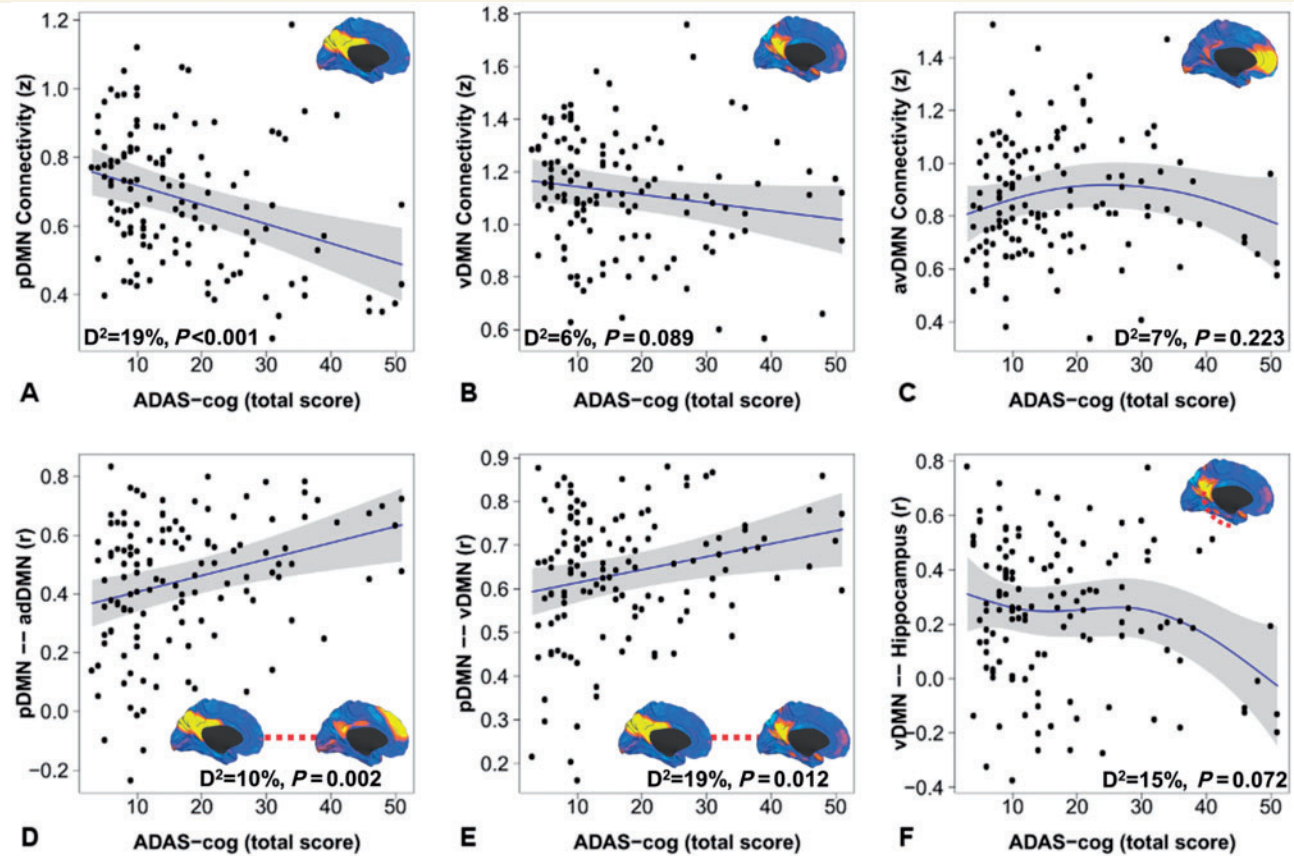 pDMN Connectivity (z)
1.2
1.0
0.8
0.6
0.4
D²=19%, P<0.001
10 20 30 40 50
A
ADAS−cog (total score)
vDMN Connectivity (z)
1.8
1.6
1.4
1.2
1.0
1.2
0.6
D²=6%, P=0.089
10 20 30 40 50
B
ADAS−cog (total score)
avDMN Connectivity (z)
1.4
1.2
1.0
0.8
0.6
0.4
D²=7%, P=0.223
10 20 30 40 50
C
ADAS−cog (total score)
pDMN −−− adDMN (r)
0.8
0.6
0.4
0.2
0.0
−0.2
D²=10%, P=0.002
10 20 30 40 50
D
ADAS−cog (total score)
pDMN −−− vDMN (r)
0.9
0.8
0.7
0.6
0.5
0.4
0.3
0.2
D²=19%, P=0.012
10 20 30 40 50
E
ADAS−cog (total score)
vDMN −− Hippocampus (r)
0.8
0.6
0.4
0.2
0.0
−0.2
−0.4
D²=15%, P=0.072
10 20 30 40 50
F
ADAS−cog (total score)